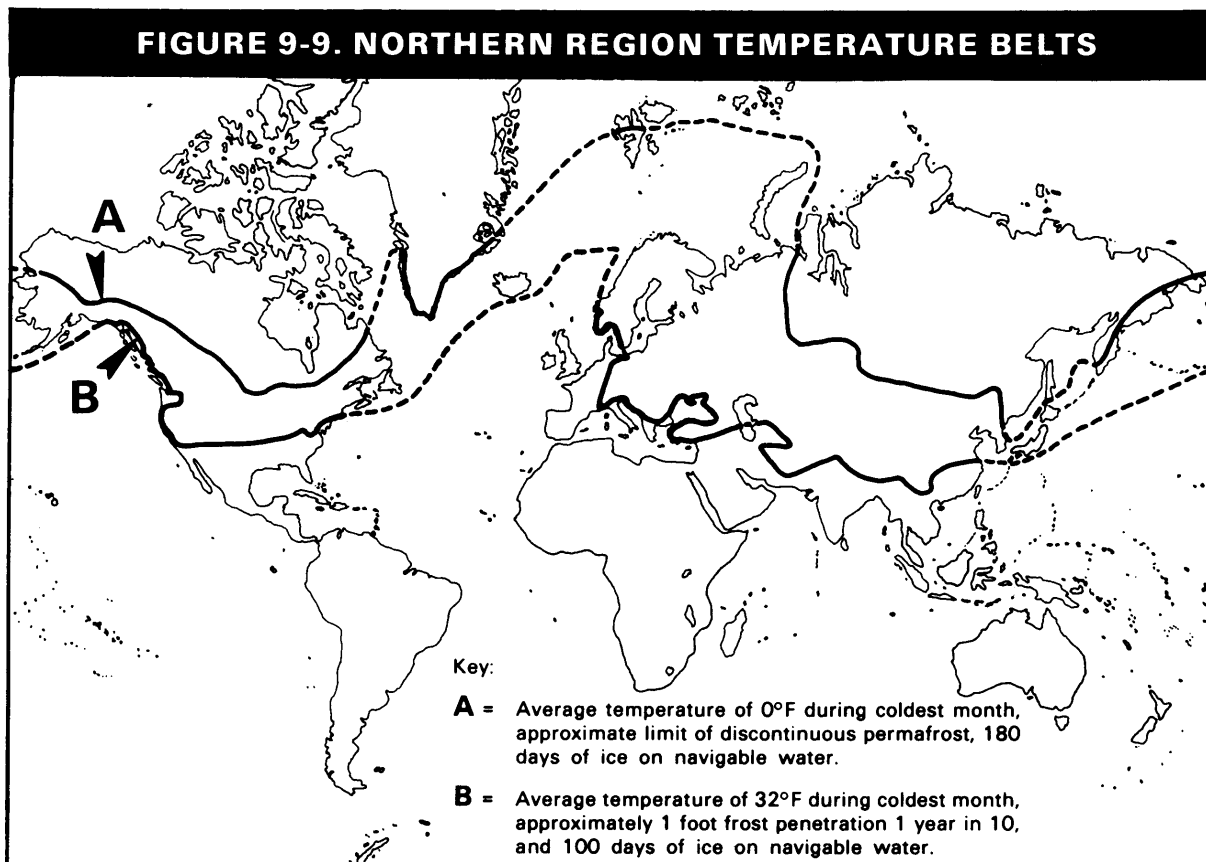 FIGURE 9-9. NORTHERN REGION TEMPERATURE BELTS
A
B
Key:
A = Average temperature of 0°F during coldest month,
approximate limit of discontinuous permafrost, 180
days of ice on navigable water.
B = Average temperature of 32°F during coldest month,
approximately 1 foot frost penetration 1 year in 10,
and 100 days of ice on navigable water.